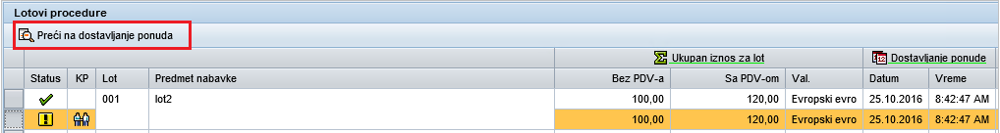 Lotovi procedure
Preći na dostavljanje ponuda
Ukupan iznos za lot Dostavljanje ponude
Status KP Lot Predmet nabavke Bez PDV-a Sa PDV-om Val. Datum Vreme
001 lot2 100,00 120,00 Evropski evro 25.10.2016 8:42:47 AM
100,00 120,00 Evropski evro 25.10.2016 8:42:47 AM